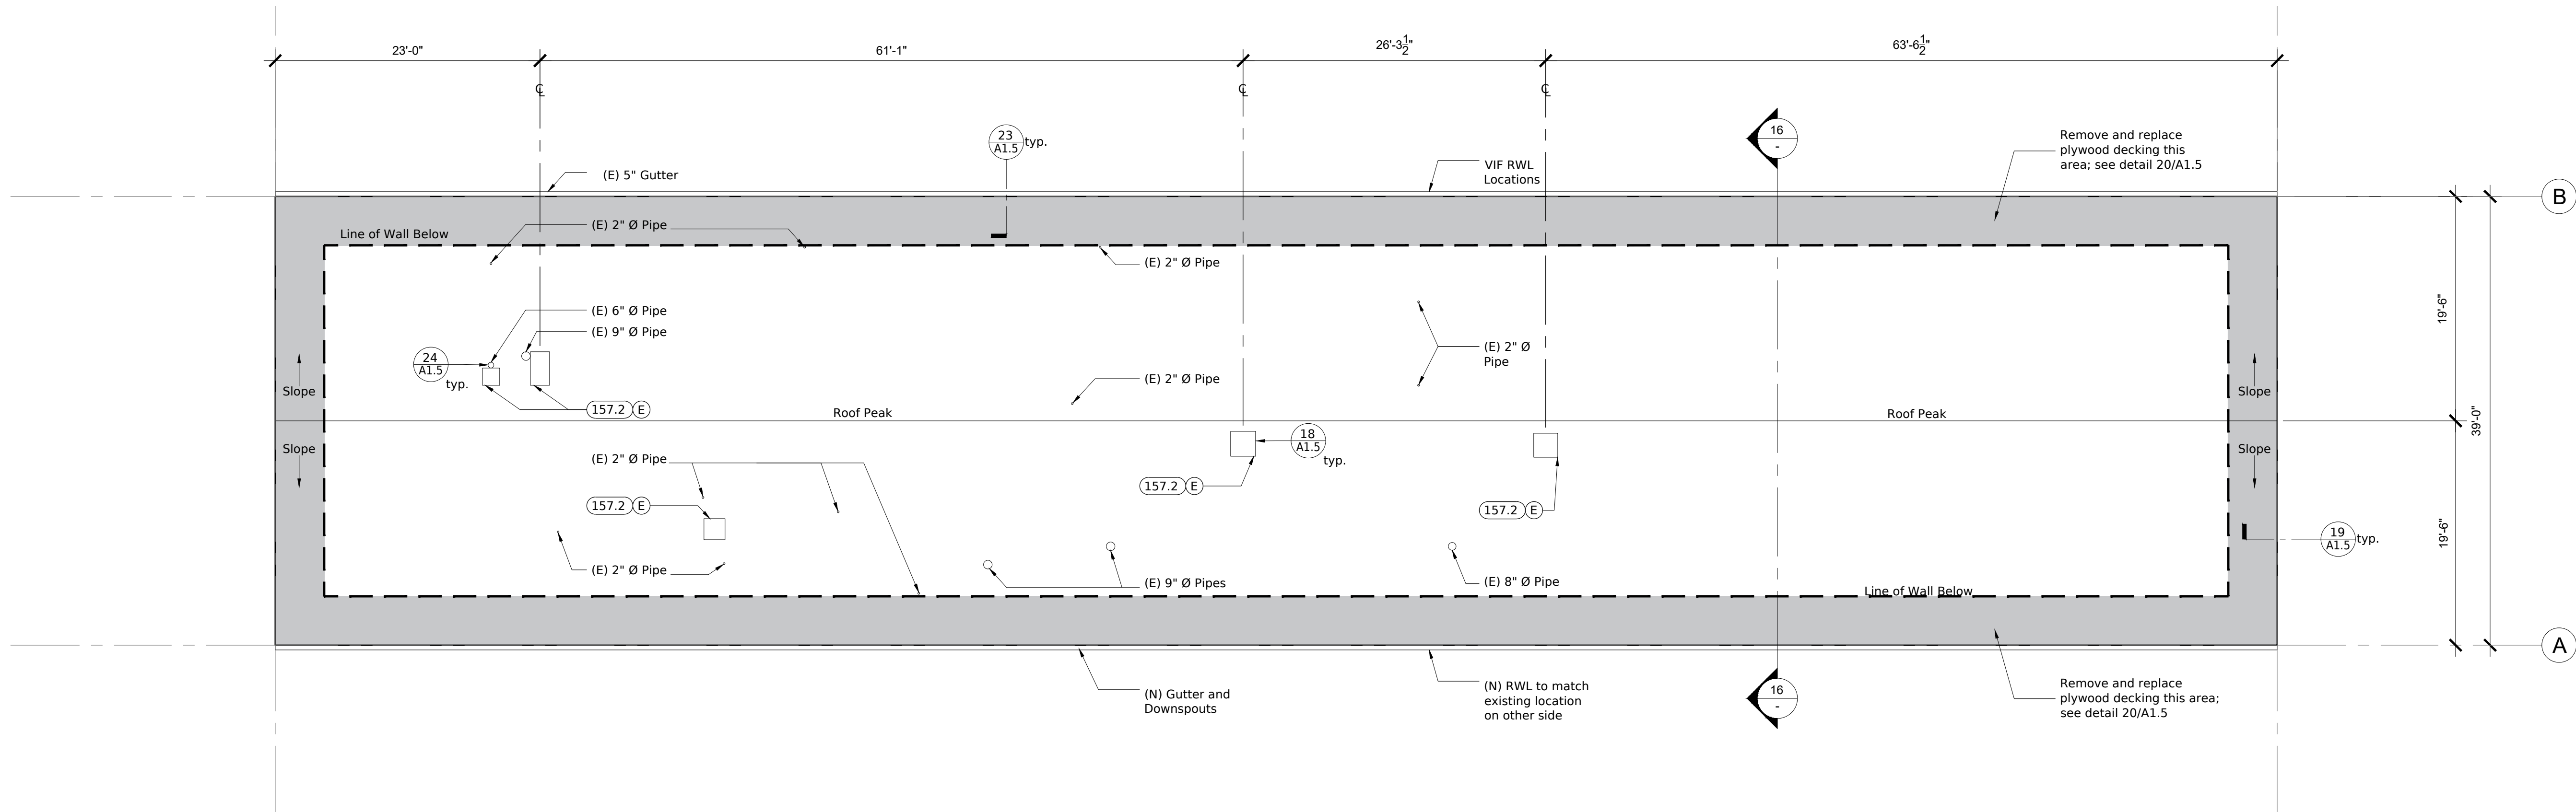 23'-0"
61'-1"
26'-3 1/2"
63'-6 1/2"
℄
℄
℄
23
A1.5
typ.
16
-
Remove and replace
plywood decking this
area; see detail 20/A1.5
(E) 5" Gutter
VIF RWL
Locations
B
Line of Wall Below
(E) 2" Ø Pipe
(E) 2" Ø Pipe
(E) 6" Ø Pipe
(E) 9" Ø Pipe
24
A1.5
typ.
157.2
E
(E) 2" Ø
Pipe
(E) 2" Ø Pipe
19'-6"
39'-0"
Slope
Slope
Roof Peak
Roof Peak
Slope
Slope
(E) 2" Ø Pipe
18
A1.5
typ.
157.2
E
157.2
E
157.2
E
19'-6"
19
A1.5
typ.
(E) 2" Ø Pipe
(E) 9" Ø Pipes
(E) 8" Ø Pipe
Line of Wall Below
A
(N) Gutter and
Downspouts
(N) RWL to match
existing location
on other side
16
-
Remove and replace
plywood decking this area;
see detail 20/A1.5